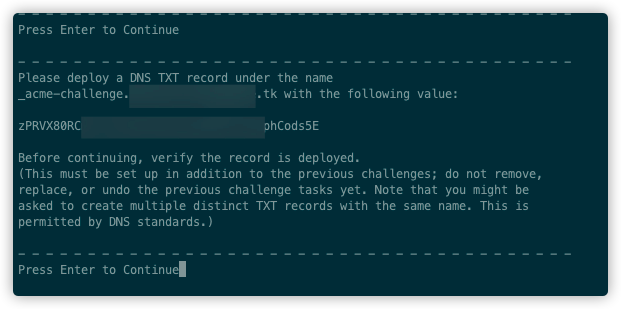 - - - - - - - - - - - - - - - - - - - - - - - - - - - - - - - - - - - - - - - -
Press Enter to Continue
- - - - - - - - - - - - - - - - - - - - - - - - - - - - - - - - - - - - - - - -
Please deploy a DNS TXT record under the name
_acme-challenge. .tk with the following value:
zPRVX80RC phCods5E
Before continuing, verify the record is deployed.
(This must be set up in addition to the previous challenges; do not remove,
replace, or undo the previous challenge tasks yet. Note that you might be
asked to create multiple distinct TXT records with the same name. This is
permitted by DNS standards.)
- - - - - - - - - - - - - - - - - - - - - - - - - - - - - - - - - - - - - - - -
Press Enter to Continue